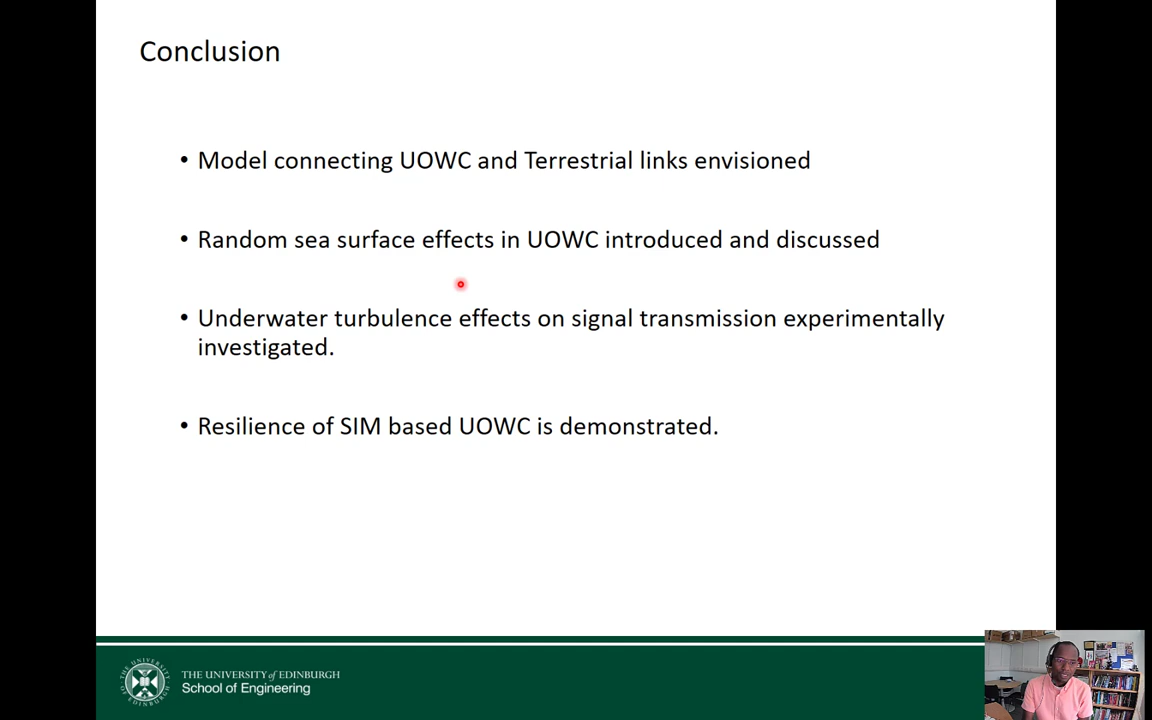 Conclusion
• Model connecting UOWC and Terrestrial links envisioned
• Random sea surface effects in UOWC introduced and discussed
• Underwater turbulence effects on signal transmission experimentally
investigated.
• Resilience of SIM based UOWC is demonstrated.
THE UNIVERSITY of EDINBURGH
School of Engineering